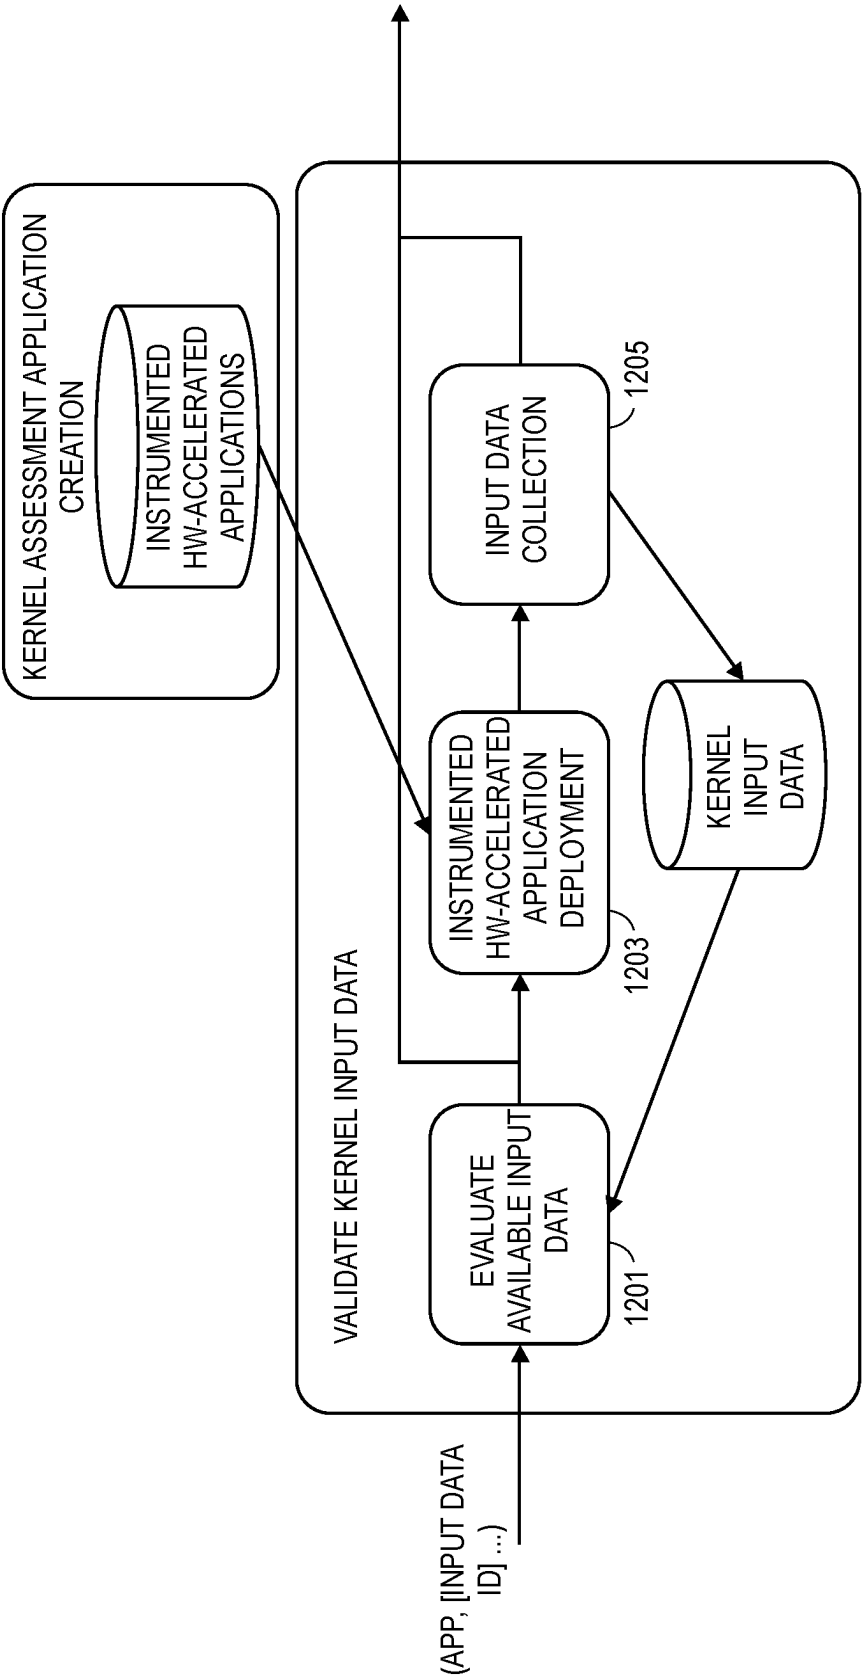 KERNEL ASSESSMENT APPLICATION
CREATION
INSTRUMENTED
HW-ACCELERATED
APPLICATIONS
VALIDATE KERNEL INPUT DATA
(APP, [INPUT DATA
ID] ...)
EVALUATE
AVAILABLE INPUT
DATA
1201
INSTRUMENTED
HW-ACCELERATED
APPLICATION
DEPLOYMENT
1203
INPUT DATA
COLLECTION
1205
KERNEL
INPUT
DATA